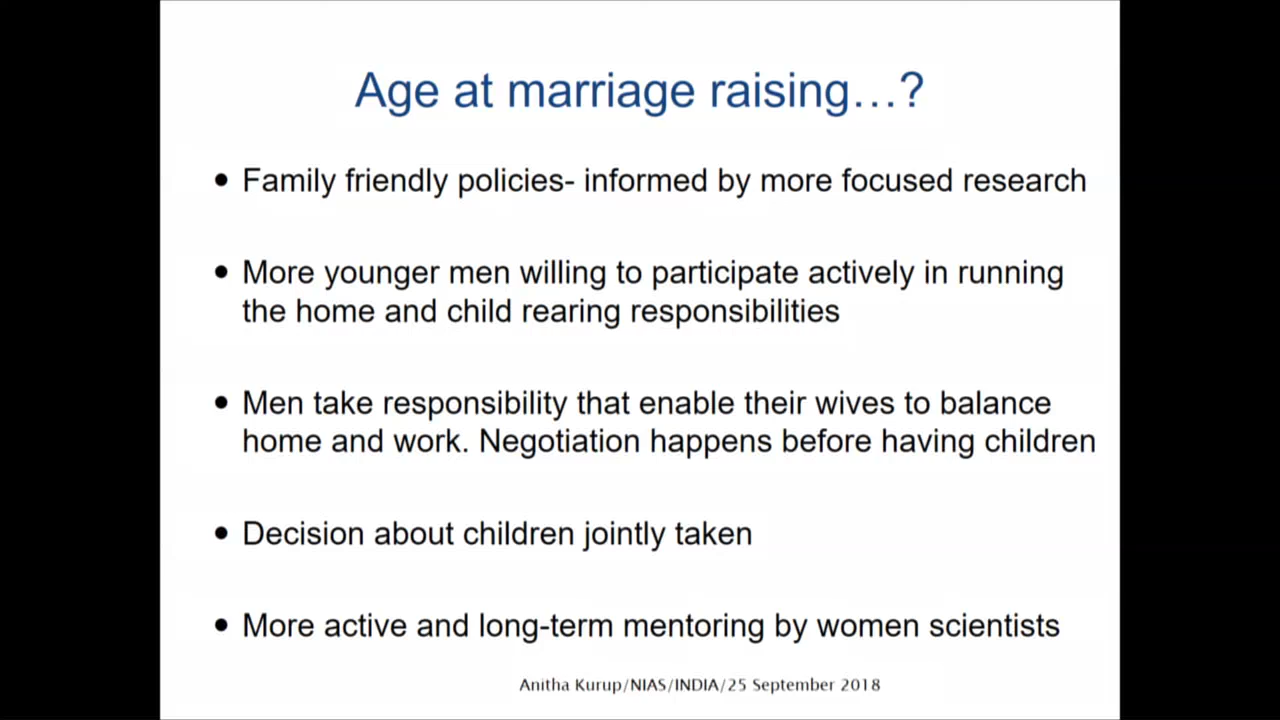 Age at marriage raising...?
• Family friendly policies- informed by more focused research
• More younger men willing to participate actively in running
the home and child rearing responsibilities
• Men take responsibility that enable their wives to balance
home and work. Negotiation happens before having children
• Decision about children jointly taken
• More active and long-term mentoring by women scientists
Anitha Kurup/NIAS/INDIA/25 September 2018